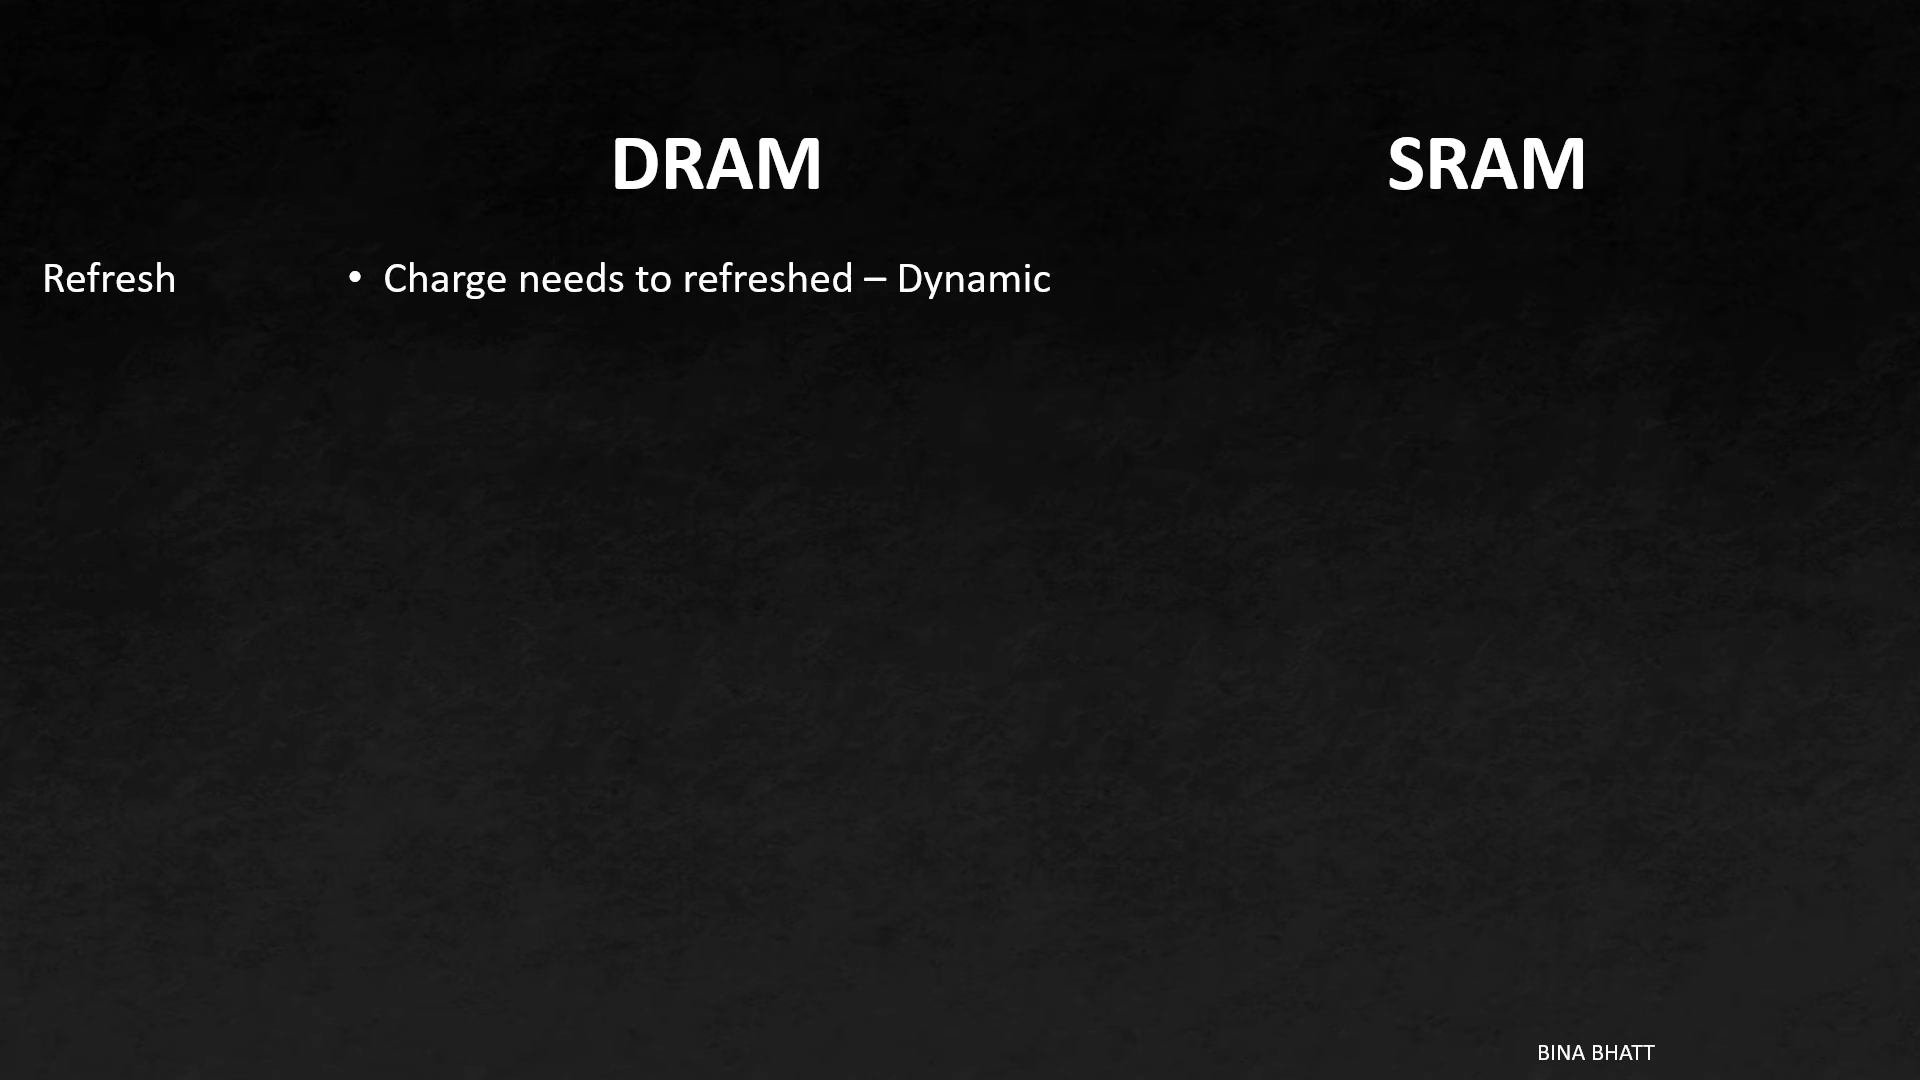 DRAM SRAM
Refresh • Charge needs to refreshed – Dynamic
BINA BHATT